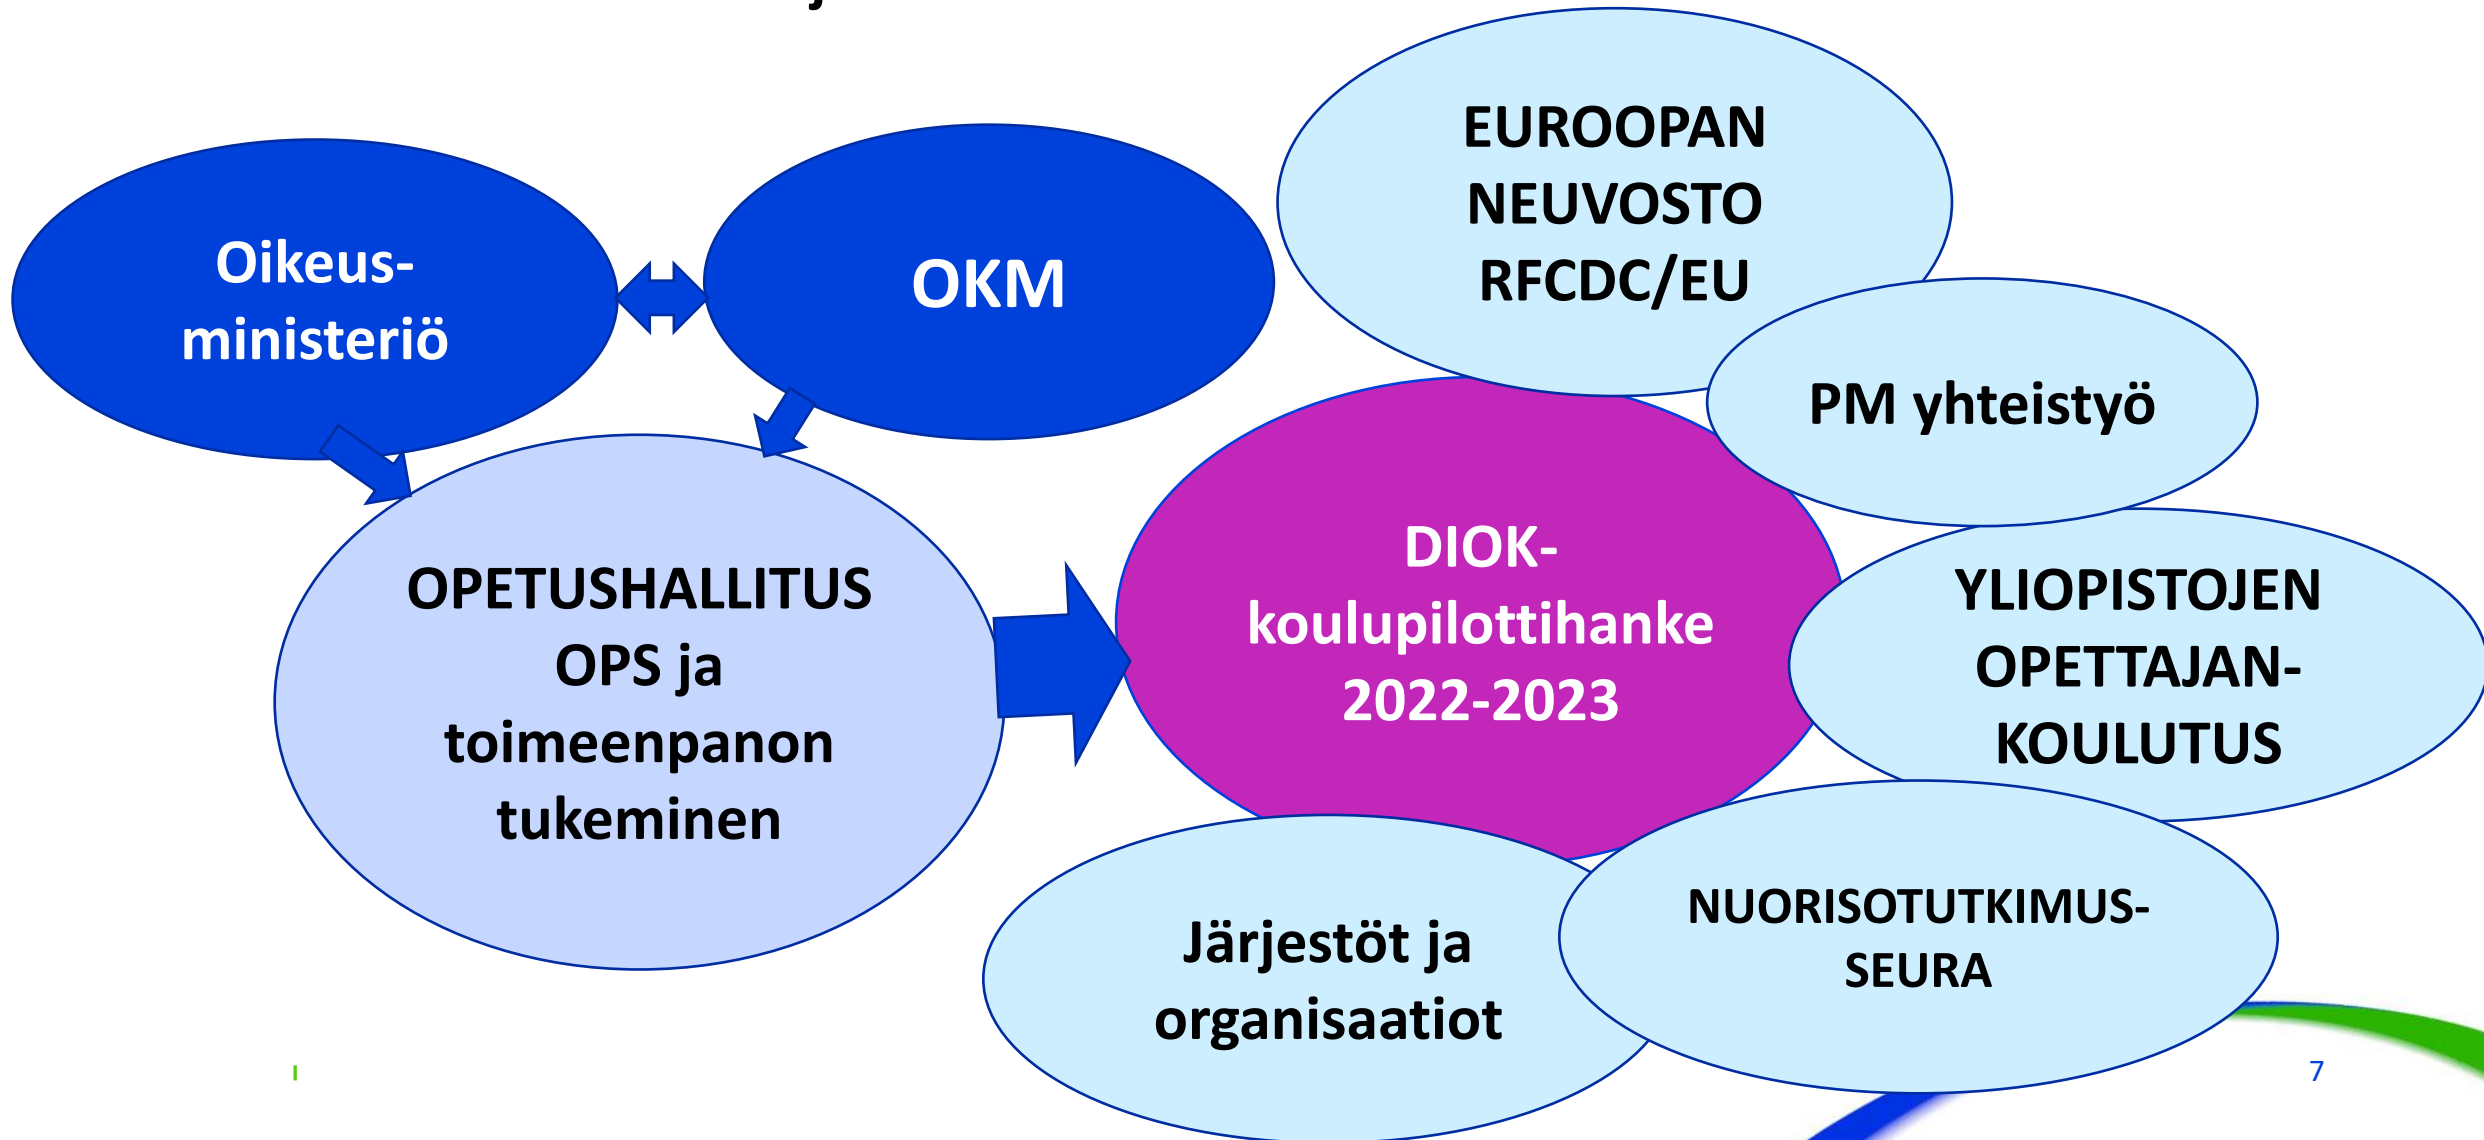 Oikeus-
ministeriö
OKM
EUROOPAN
NEUVOSTO
RFCDC/EU
PM yhteistyö
OPETUSHALLITUS
OPS ja
toimeenpanon
tukeminen
DIOK-
koulupilottihanke
2022-2023
YLIOPISTOJEN
OPETTAJAN-
KOULUTUS
Järjestöt ja
organisaatiot
NUORISOTUTKIMUS-
SEURA
7